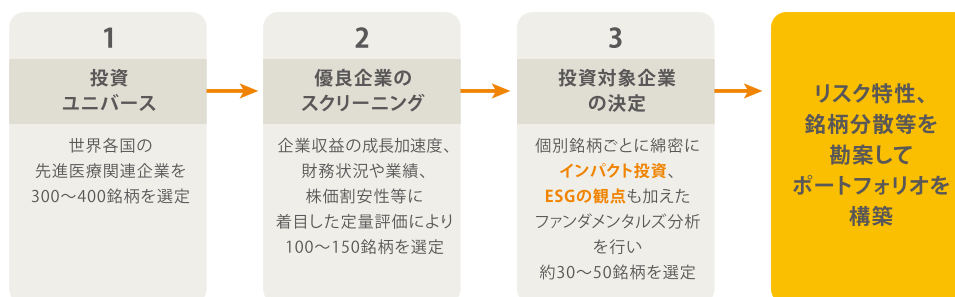 1
投資
ユニバース
世界各国の
先進医療関連企業を
300〜400銘柄を選定
2
優良企業の
スクリーニング
企業収益の成長加速度、
財務状況や業績、
株価割安性等に
着目した定量評価により
100〜150銘柄を選定
3
投資対象企業
の決定
個別銘柄ごとに綿密に
インパクト投資、
ESGの観点も加えた
ファンダメンタルズ分析
を行い
約30〜50銘柄を選定
リスク特性、
銘柄分散等を
勘案して
ポートフォリオを
構築